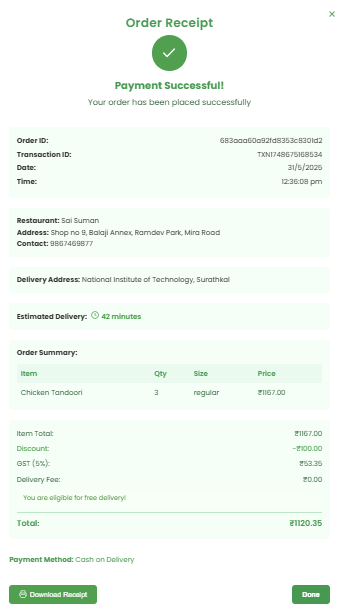 ×
Order Receipt
Payment Successful!
Your order has been placed successfully
Order ID: 683aaa60a92fd8353c8301d2
Transaction ID: TXN1748675168534
Date: 31/5/2025
Time: 12:36:08 pm
Restaurant: Sai Suman
Address: Shop no 9, Balaji Annex, Ramdev Park, Mira Road
Contact: 9867469877
Delivery Address: National Institute of Technology, Surathkal
Estimated Delivery: 42 minutes
Order Summary:
Item Qty Size Price
Chicken Tandoori 3 regular ₹1167.00
Item Total: ₹1167.00
Discount: -₹100.00
GST (5%): ₹53.35
Delivery Fee: ₹0.00
You are eligible for free delivery!
Total: ₹1120.35
Payment Method: Cash on Delivery
Download Receipt Done